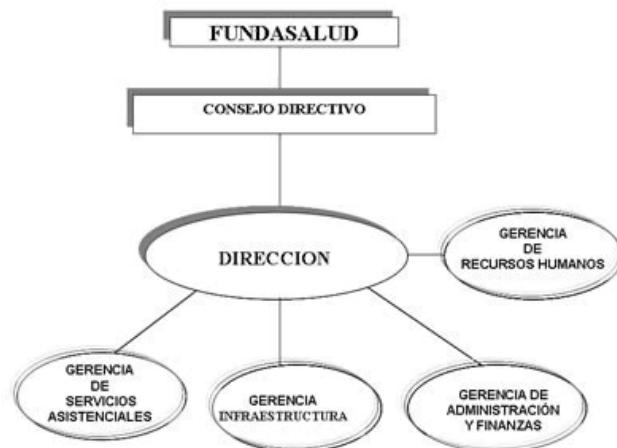 FUNDASALUD
CONSEJO DIRECTIVO
DIRECCION
GERENCIA
DE
RECURSOS HUMANOS
GERENCIA
DE
SERVICIOS
ASISTENCIALES
GERENCIA
INFRAESTRUCTURA
GERENCIA DE
ADMINISTRACIÓN
Y FINANZAS